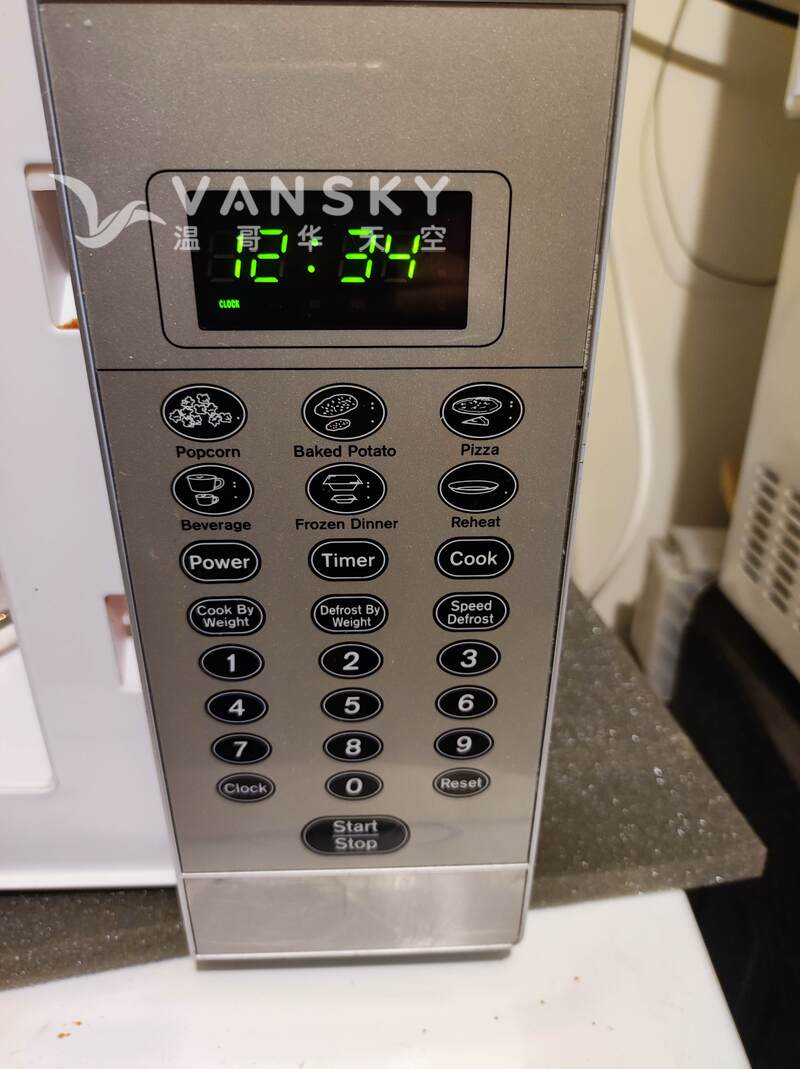 VANSKY
温哥华天空
12:34
CLOCK
Popcorn Baked Potato Pizza
Beverage Frozen Dinner Reheat
Power Timer Cook
Cook By Defrost By Speed
Weight Weight Defrost
1 2 3
4 5 6
7 8 9
Clock 0 Reset
Start
Stop